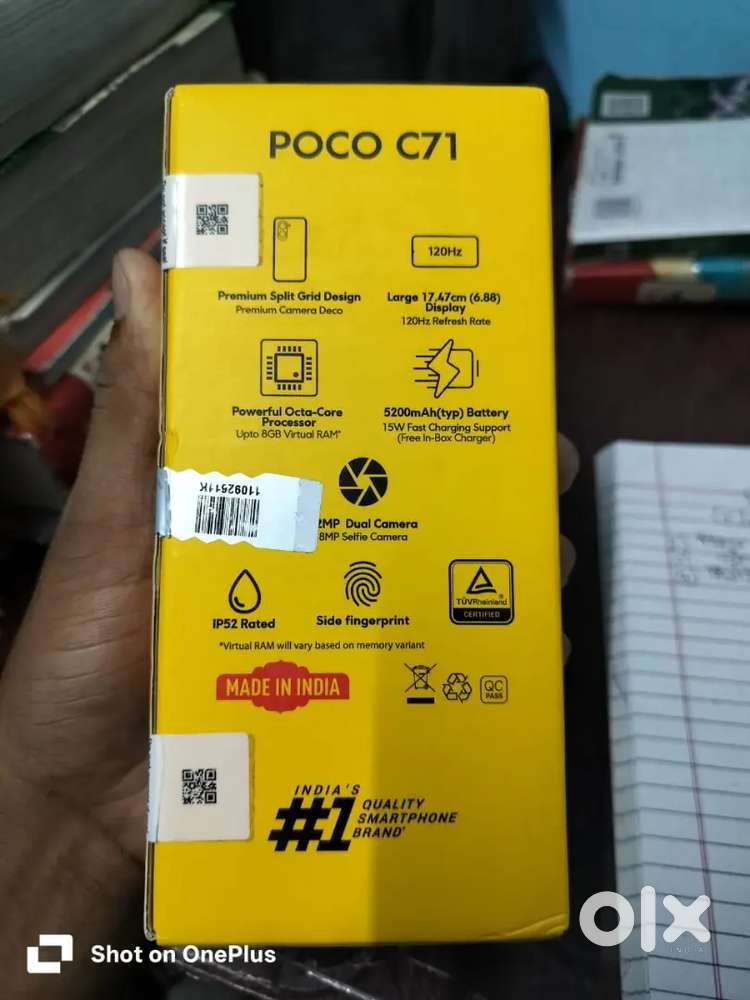 POCO C71
120Hz
Premium Split Grid Design
Premium Camera Deco
Large 17.47cm (6.88)
Display
120Hz Refresh Rate
Powerful Octa-Core
Processor
Upto 8GB Virtual RAM*
5200mAh(typ) Battery
15W Fast Charging Support
(Free In-Box Charger)
11092511K
2MP Dual Camera
8MP Selfie Camera
IP52 Rated
Side fingerprint
TÜVRheinland
CERTIFIED
*Virtual RAM will vary based on memory variant
MADE IN INDIA
QC
PASS
INDIA'S
#1 QUALITY
SMARTPHONE
BRAND*
olx
INDIA
Shot on OnePlus